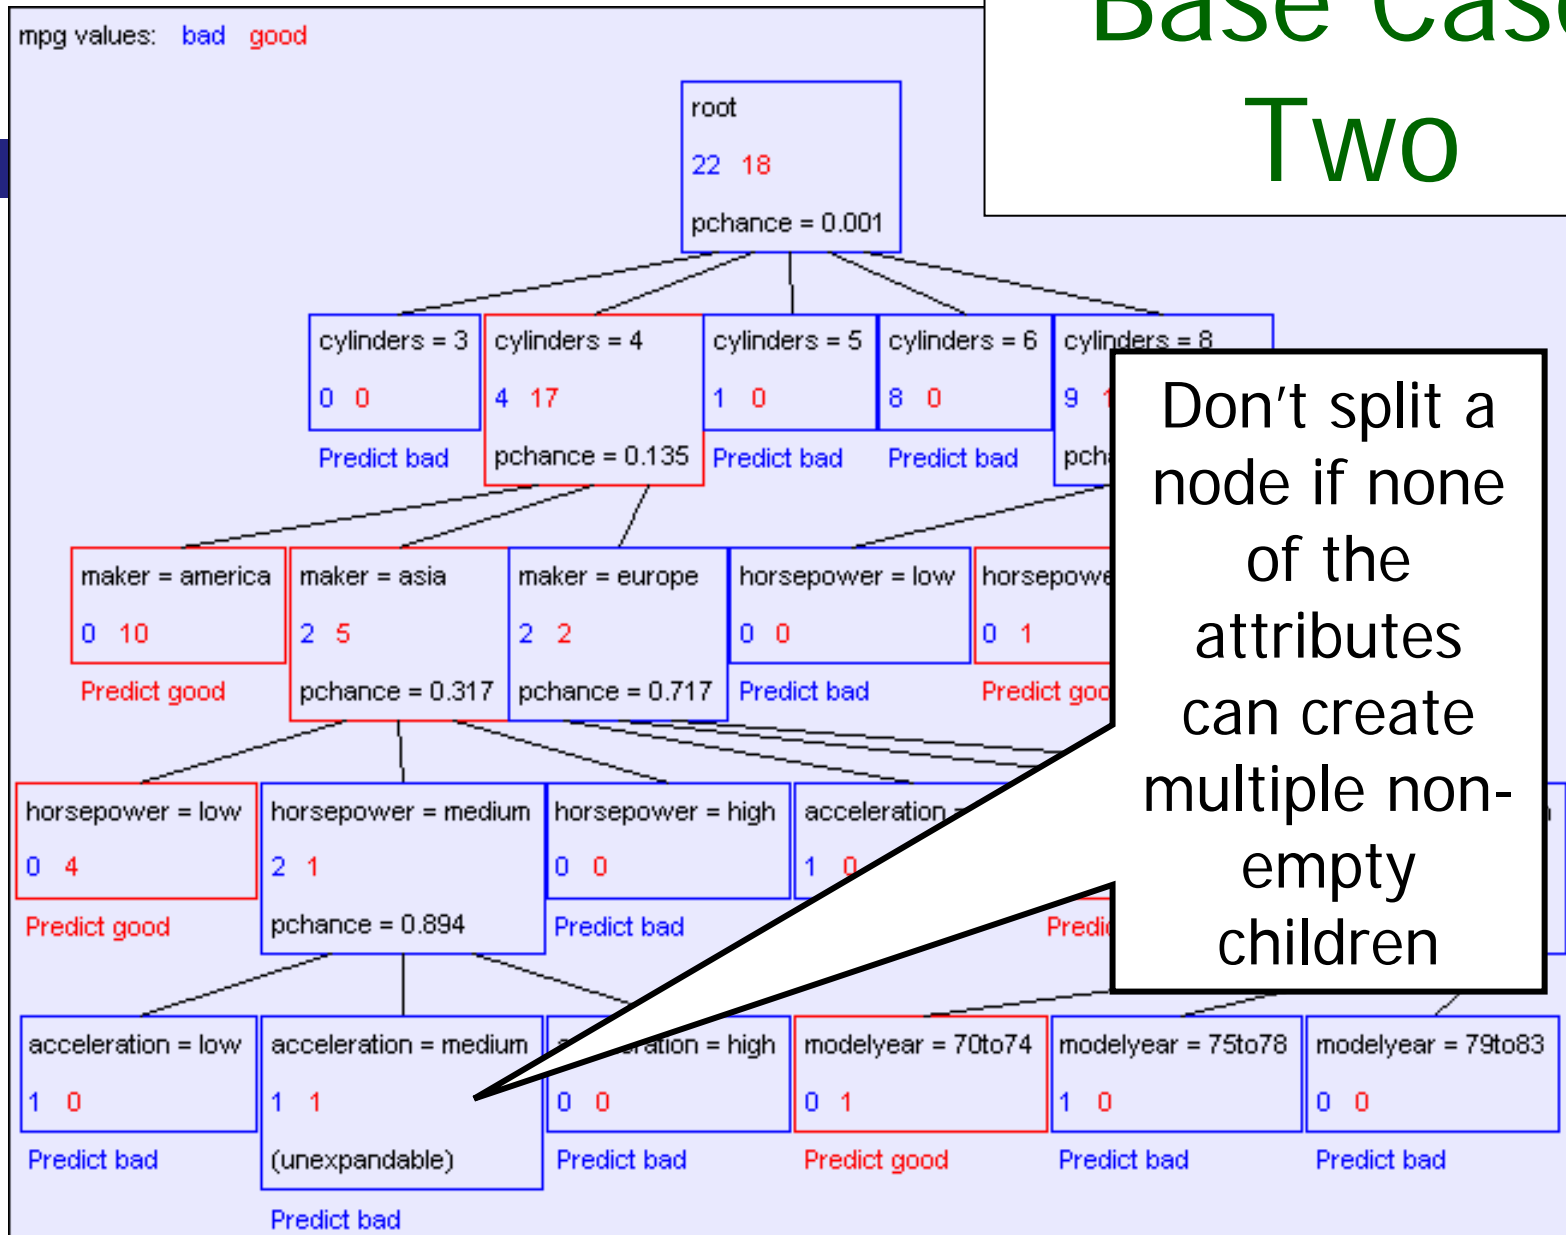 Base Case
Two
mpg values: bad good
root
22 18
pchance = 0.001
cylinders = 3
0 0
Predict bad
cylinders = 4
4 17
pchance = 0.135
cylinders = 5
1 0
Predict bad
cylinders = 6
8 0
Predict bad
cylinders = 8
9
Don't split a
node if none
of the
attributes
can create
multiple non-
empty
children
maker = america
0 10
Predict good
maker = asia
2 5
pchance = 0.317
maker = europe
2 2
pchance = 0.717
horsepower = low
0 0
Predict bad
0 1
Predict
horsepower = low
0 4
Predict good
horsepower = medium
2 1
pchance = 0.894
horsepower = high
0 0
Predict bad
acceleration
1 0
acceleration = low
1 0
Predict bad
acceleration = medium
1 1
(unexpandable)
Predict bad
= high
0 0
Predict bad
modelyear = 70to74
0 1
Predict good
modelyear = 75to78
1 0
Predict bad
modelyear = 79to83
0 0
Predict bad